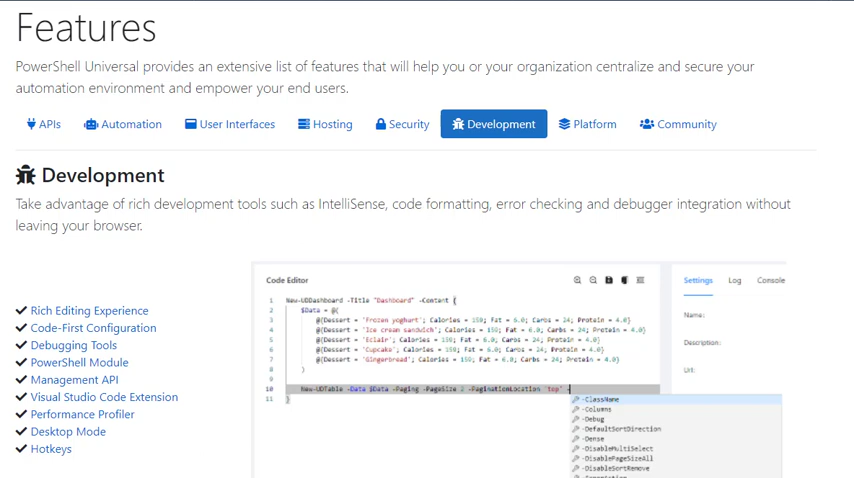 Features
PowerShell Universal provides an extensive list of features that will help you or your organization centralize and secure your
automation environment and empower your end users.
APIs Automation User Interfaces Hosting Security Development Platform Community
Development
Take advantage of rich development tools such as IntelliSense, code formatting, error checking and debugger integration without
leaving your browser.
Rich Editing Experience
Code-First Configuration
Debugging Tools
PowerShell Module
Management API
Visual Studio Code Extension
Performance Profiler
Desktop Mode
Hotkeys
Code Editor
1 New-UDDashboard -Title "Dashboard" -Content {
2 $Data = @(
3 @{Dessert = 'Frozen yoghurt'; Calories = 159; Fat = 6.0; Carbs = 24; Protein = 4.0}
4 @{Dessert = 'Ice cream sandwich'; Calories = 159; Fat = 6.0; Carbs = 24; Protein = 4.0}
5 @{Dessert = 'Eclair'; Calories = 159; Fat = 6.0; Carbs = 24; Protein = 4.0}
6 @{Dessert = 'Cupcake'; Calories = 159; Fat = 6.0; Carbs = 24; Protein = 4.0}
7 @{Dessert = 'Gingerbread'; Calories = 159; Fat = 6.0; Carbs = 24; Protein = 4.0}
8 )
9
10 New-UDTable -Data $Data -Paging -PageSize 2 -PaginationLocation 'top' -
11 }
-ClassName
-Columns
-Debug
-DefaultSortDirection
-Dense
-DisableMultiSelect
-DisablePageSizeAll
-DisableSortRemove
Settings Log Console
Name:
Description:
Url: